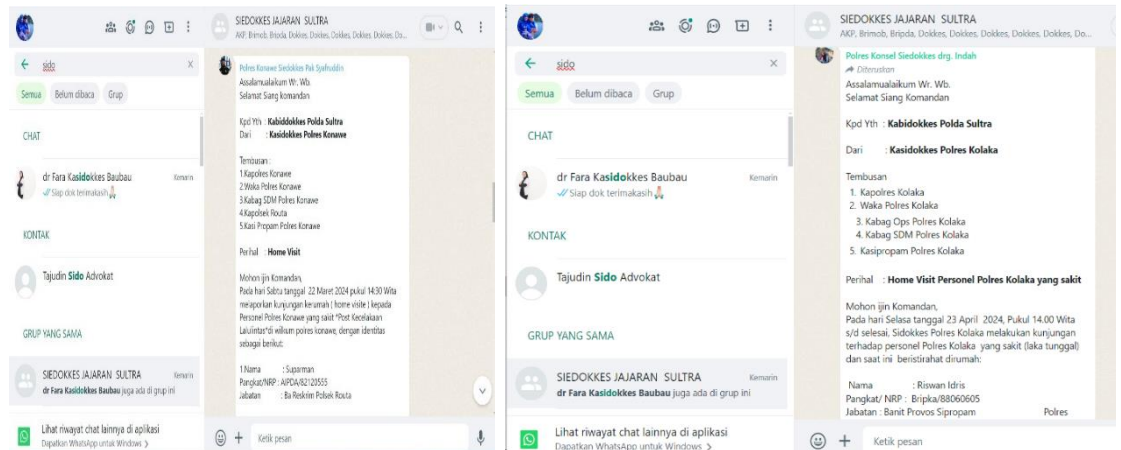 SIEDOKKES JAJARAN SULTRA
AKP, Brimob, Bripda, Dokkes, Dokkes, Dokkes, Dokkes, Dokkes, Do...
sido
Semua Belum dibaca Grup
CHAT
dr Fara Kasidokkes Baubau Kemarin
Siap dok terimakasih🙏
KONTAK
Tajudin Sido Advokat
GRUP YANG SAMA
SIEDOKKES JAJARAN SULTRA Kemarin
dr Fara Kasidokkes Baubau juga ada di grup ini
Lihat riwayat chat lainnya di aplikasi
Dapatkan WhatsApp untuk Windows >
Polres Konawe Siedokkes Pak Syafruddin
Assalamualaikum Wr. Wb.
Selamat Siang komandan
Kpd Yth : Kabiddokkes Polda Sultra
Dari : Kasidokkes Polres Konawe
Tembusan :
1.Kapolres Konawe
2.Waka Polres Konawe
3.Kabag SDM Polres Konawe
4.Kapolsek Routa
5.Kasi Propam Polres Konawe
Perihal : Home Visit
Mohon ijin Komandan,
Pada hari Sabtu tanggal 22 Maret 2024 pukul 14:30 Wita
melaporkan kunjungan kerumah ( home visite ) kepada
Personel Polres Konawe yang sakit *Post Kecelakaan
Lalulintas*di wilkum polres konawe, dengan identitas
sebagai berikut:
1.Nama : Suparman
Pangkat/NRP : AIPDA/82120555
Jabatan : Ba Reskrim Polsek Routa
Ketik pesan
SIEDOKKES JAJARAN SULTRA
AKP, Brimob, Bripda, Dokkes, Dokkes, Dokkes, Dokkes, Dokkes, Do...
sido
Semua Belum dibaca Grup
CHAT
dr Fara Kasidokkes Baubau Kemarin
Siap dok terimakasih🙏
KONTAK
Tajudin Sido Advokat
GRUP YANG SAMA
SIEDOKKES JAJARAN SULTRA Kemarin
dr Fara Kasidokkes Baubau juga ada di grup ini
Lihat riwayat chat lainnya di aplikasi
Dapatkan WhatsApp untuk Windows >
Polres Konsel Siedokkes drg. Indah
Diteruskan
Assalamualaikum Wr. Wb.
Selamat Siang Komandan
Kpd Yth : Kabidokkes Polda Sultra
Dari : Kasidokkes Polres Kolaka
Tembusan
1. Kapolres Kolaka
2. Waka Polres Kolaka
3. Kabag Ops Polres Kolaka
4. Kabag SDM Polres Kolaka
5. Kasipropam Polres Kolaka
Perihal : Home Visit Personel Polres Kolaka yang sakit
Mohon ijin Komandan,
Pada hari Selasa tanggal 23 April 2024, Pukul 14.00 Wita
s/d selesai, Sidokkes Polres Kolaka melakukan kunjungan
terhadap personel Polres Kolaka yang sakit (laka tunggal)
dan saat ini beristirahat dirumah:
Nama : Riswan Idris
Pangkat/ NRP : Bripka/88060605
Jabatan : Banit Provos Sipropam Polres
Ketik pesan